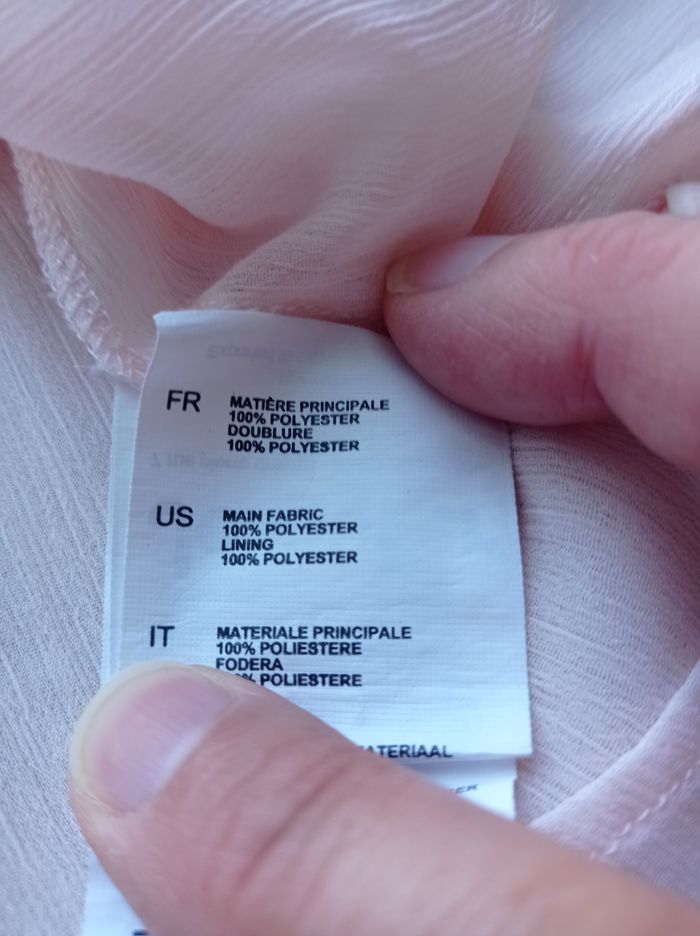 FR
MATIÈRE PRINCIPALE
100% POLYESTER
DOUBLURE
100% POLYESTER
US
MAIN FABRIC
100% POLYESTER
LINING
100% POLYESTER
IT
MATERIALE PRINCIPALE
100% POLIESTERE
FODERA
POLIESTERE